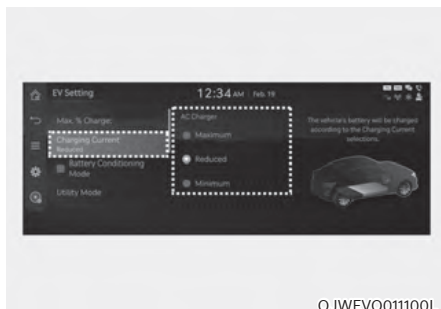 EV Setting
12:34 AM Feb. 19
Max. % Charge:
Charging Current
Reduced
Battery Conditioning
Mode
Utility Mode
AC Charger
Maximum
Reduced
Minimum
The vehicle's battery will be charged
according to the Charging Current
selections.
OJWEVQ011100L